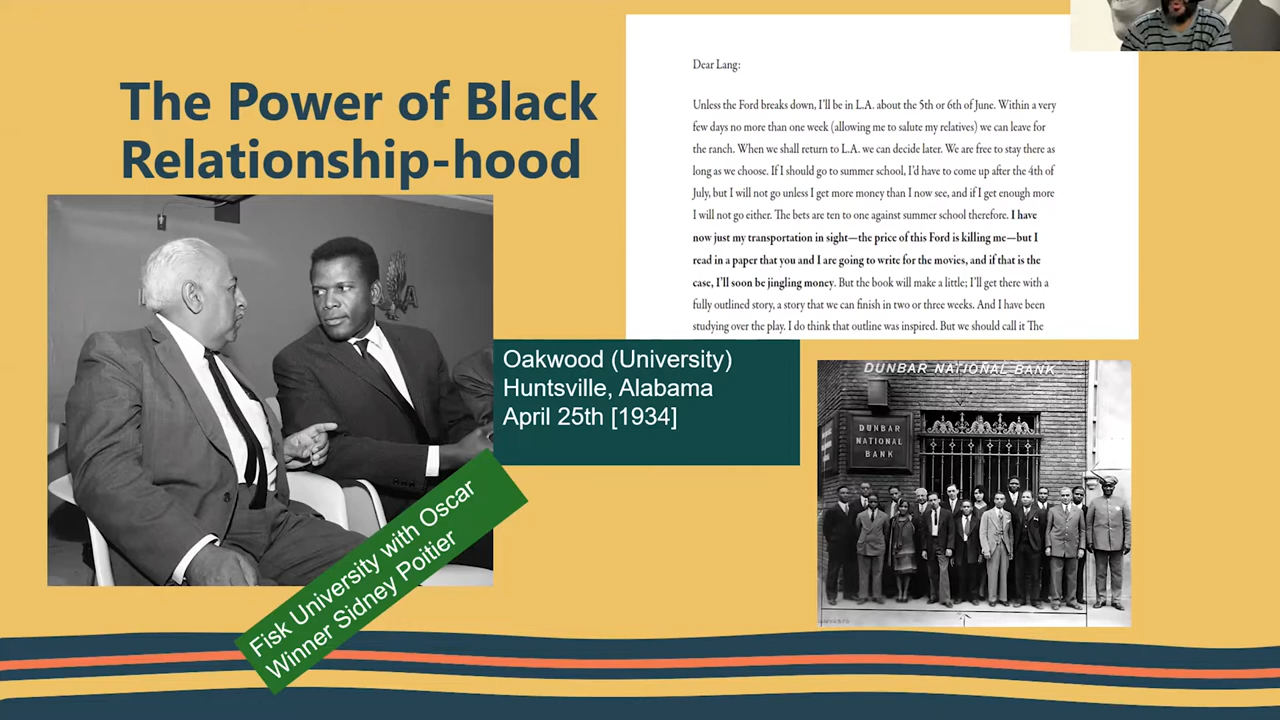 The Power of Black
Relationship-hood
Dear Lang:
Unless the Ford breaks down, I'll be in L.A. about the 5th or 6th of June. Within a very
few days no more than one week (allowing me to salute my relatives) we can leave for
the ranch. When we shall return to L.A. we can decide later. We are free to stay there as
long as we choose. If I should go to summer school, I'd have to come up after the 4th of
July, but I will not go unless I get more money than I now see, and if I get enough more
I will not go either. The bets are ten to one against summer school therefore. I have
now just my transportation in sight—the price of this Ford is killing me—but I
read in a paper that you and I are going to write for the movies, and if that is the
case, I'll soon be jingling money. But the book will make a little; I'll get there with a
fully outlined story, a story that we can finish in two or three weeks. And I have been
studying over the play. I do think that outline was inspired. But we should call it The
Oakwood (University)
Huntsville, Alabama
April 25th [1934]
Fisk University with Oscar
Winner Sidney Poitier
DUNBAR NATIONAL BANK
DUNBAR
NATIONAL
BANK